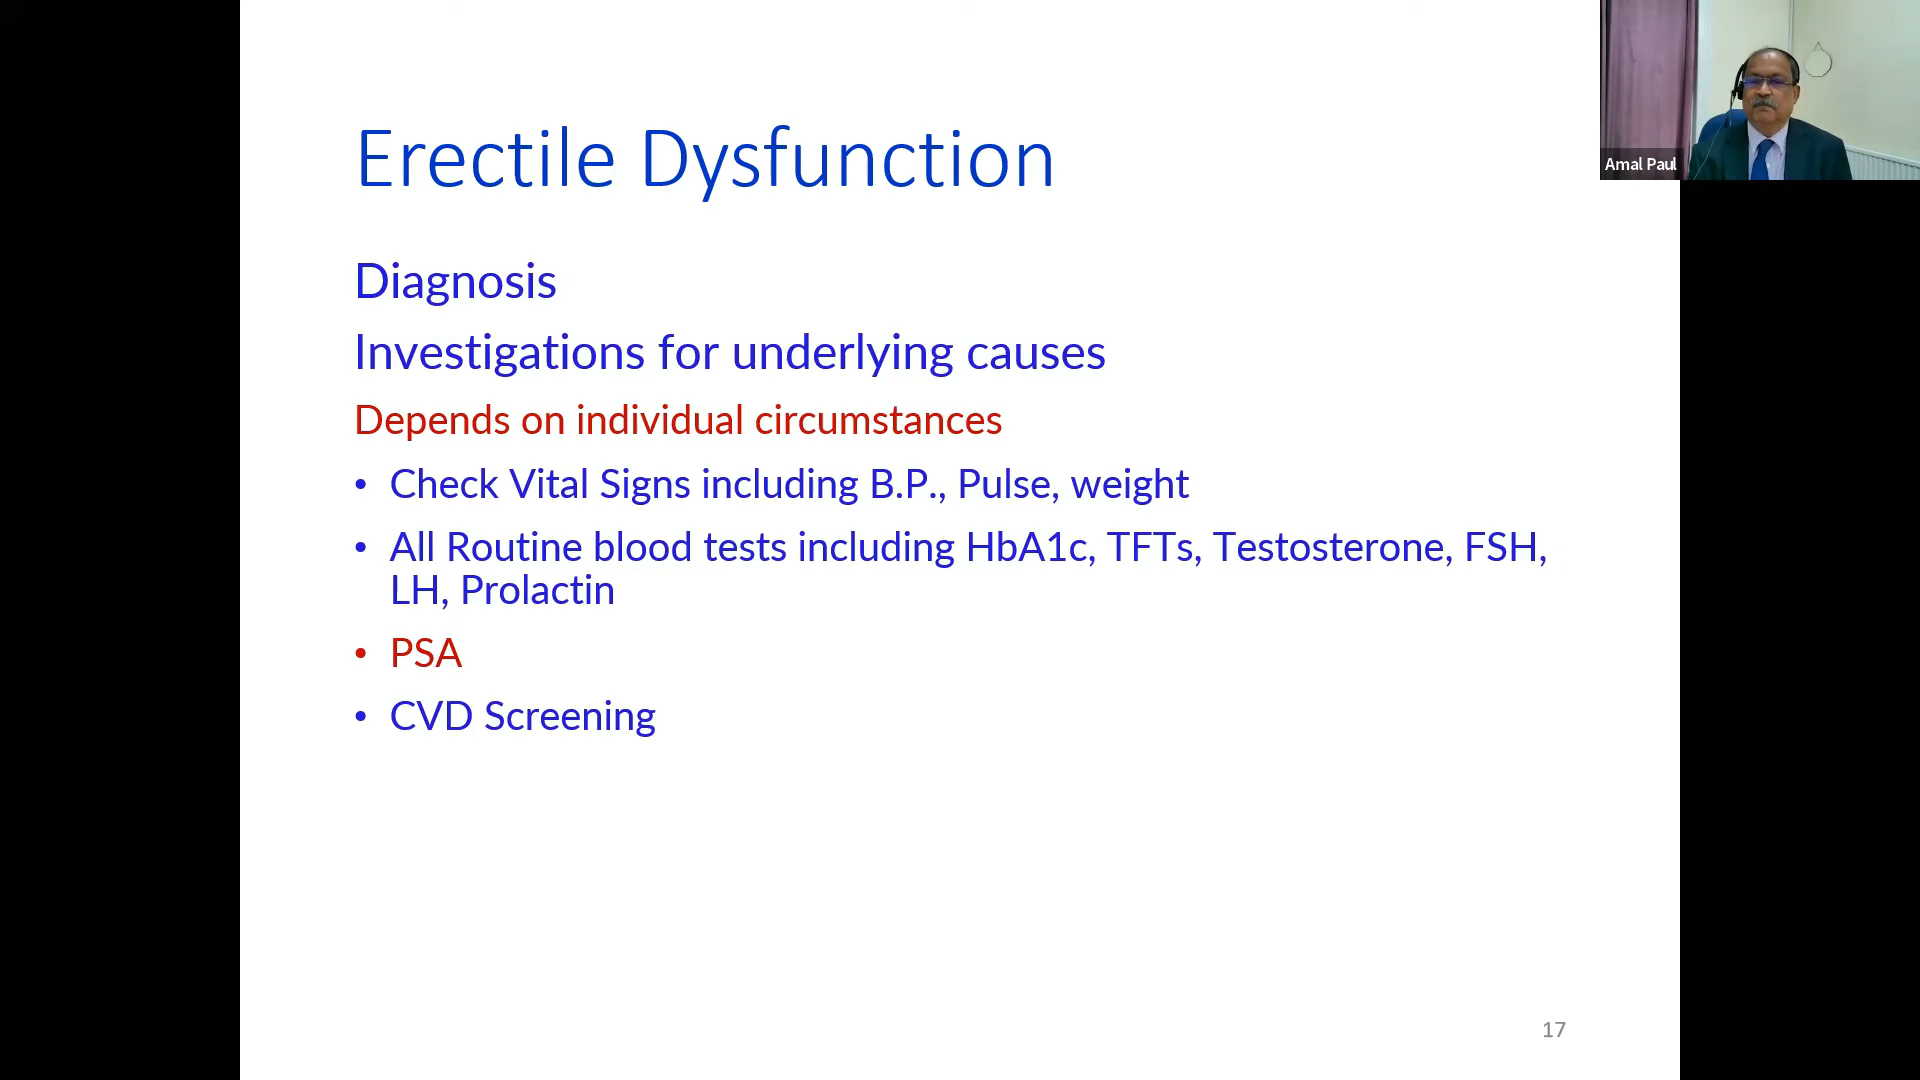 Erectile Dysfunction
Amal Paul
Diagnosis
Investigations for underlying causes
Depends on individual circumstances
• Check Vital Signs including B.P., Pulse, weight
• All Routine blood tests including HbA1c, TFTs, Testosterone, FSH,
LH, Prolactin
• PSA
• CVD Screening
17